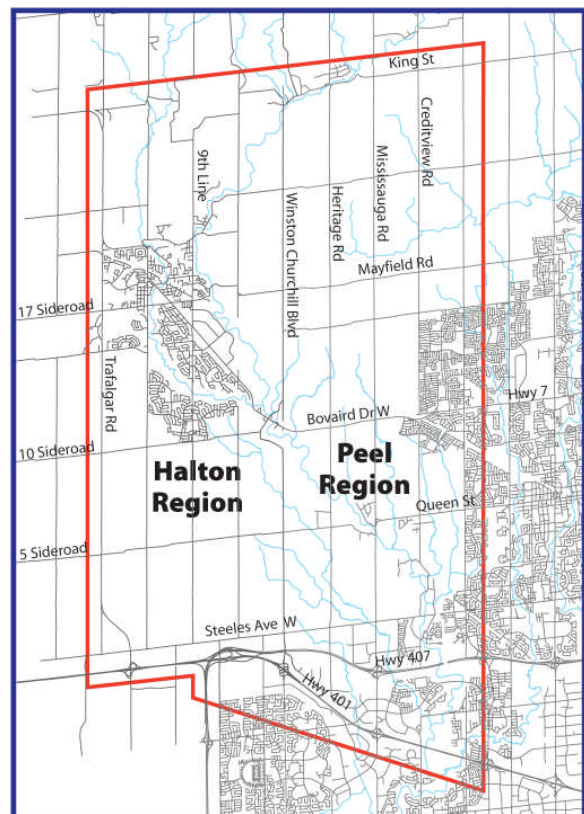 King St
9th Line
Winston Churchill Blvd
Heritage Rd
Mississauga Rd
Creditview Rd
Mayfield Rd
17 Sideroad
Trafalgar Rd
Hwy 7
Bovaird Dr W
10 Sideroad
Halton
Region
Peel
Region
Queen St
5 Sideroad
Steeles Ave W
Hwy 407
Hwy 401